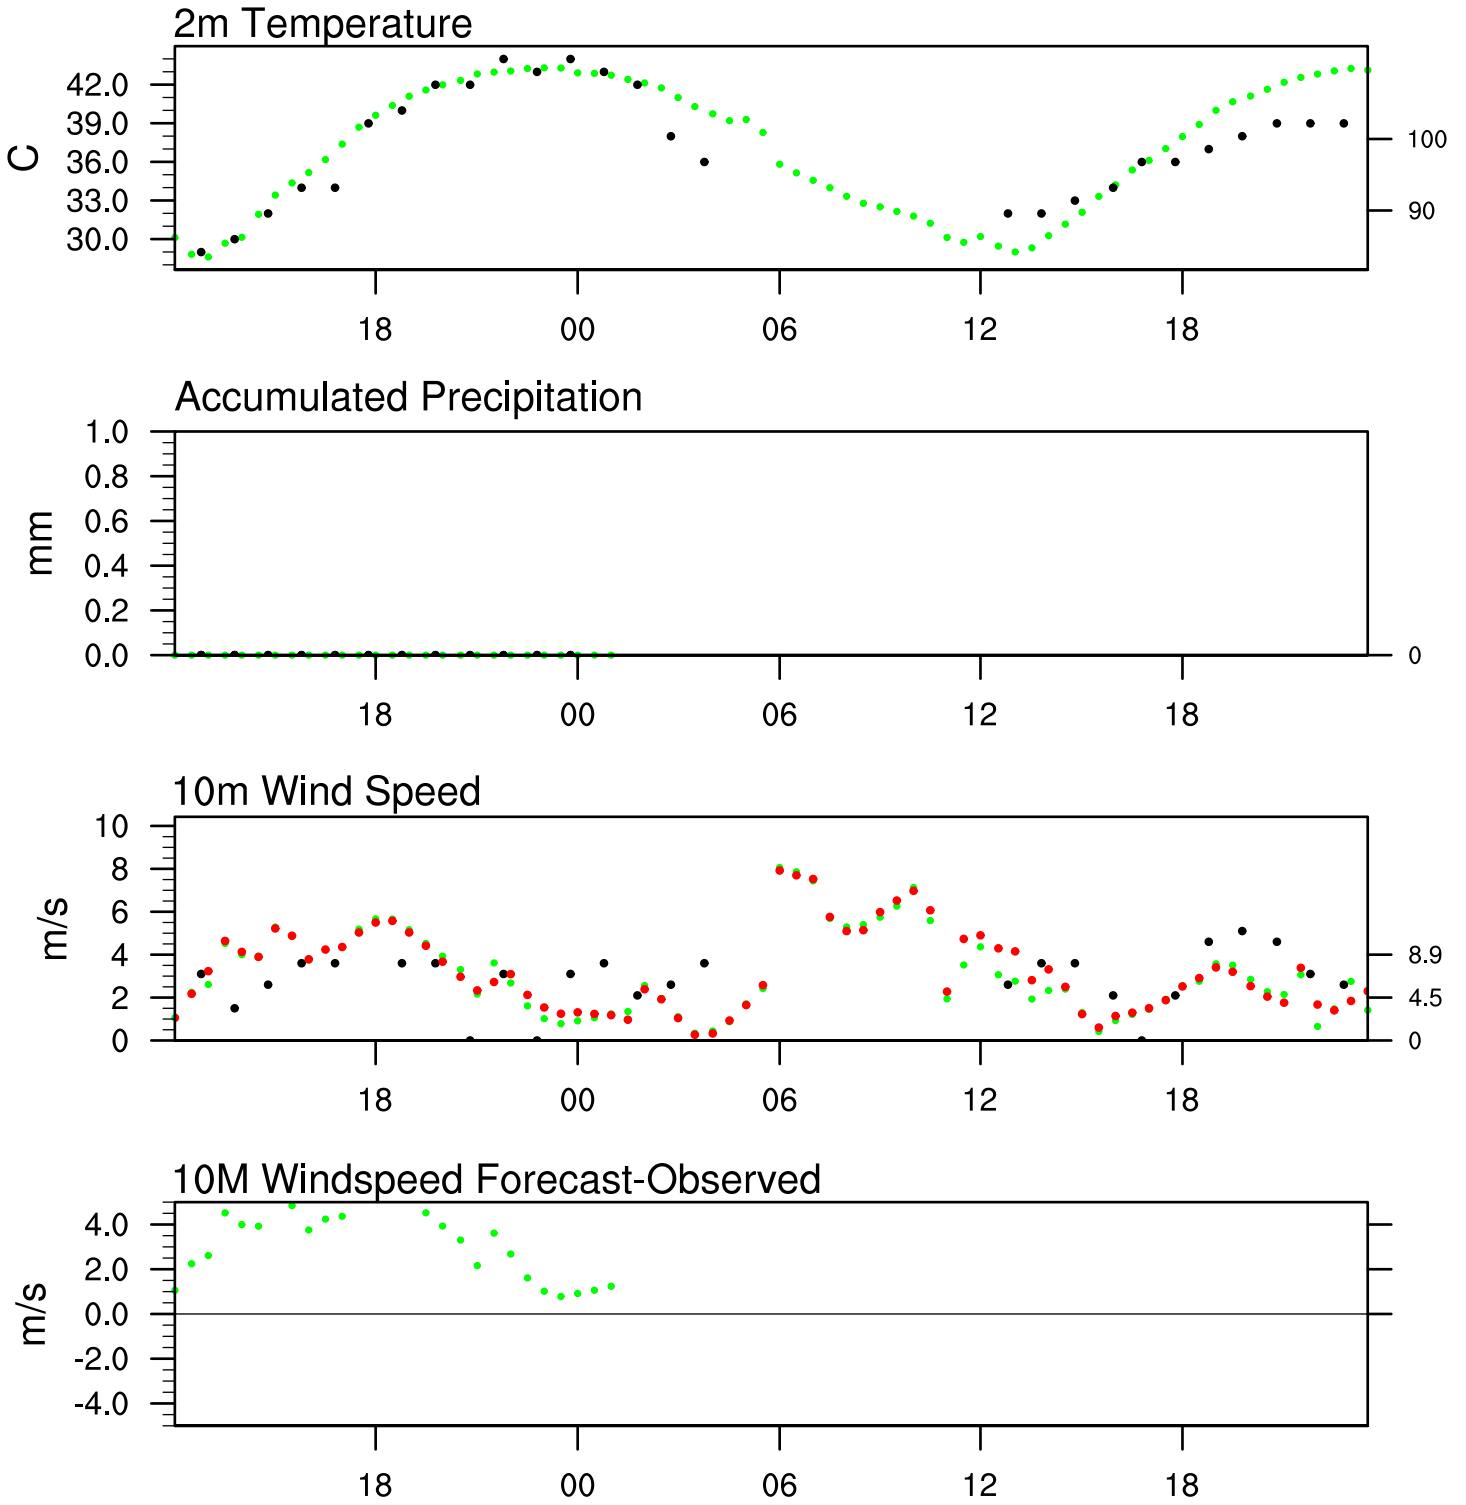 2m Temperature
42.0
39.0
36.0
33.0
30.0
C
100
90
18 00 06 12 18
Accumulated Precipitation
1.0
0.8
0.6
0.4
0.2
0.0
mm
0
18 00 06 12 18
10m Wind Speed
10
8
6
4
2
0
m/s
8.9
4.5
0
18 00 06 12 18
10M Windspeed Forecast-Observed
4.0
2.0
0.0
-2.0
-4.0
m/s
18 00 06 12 18